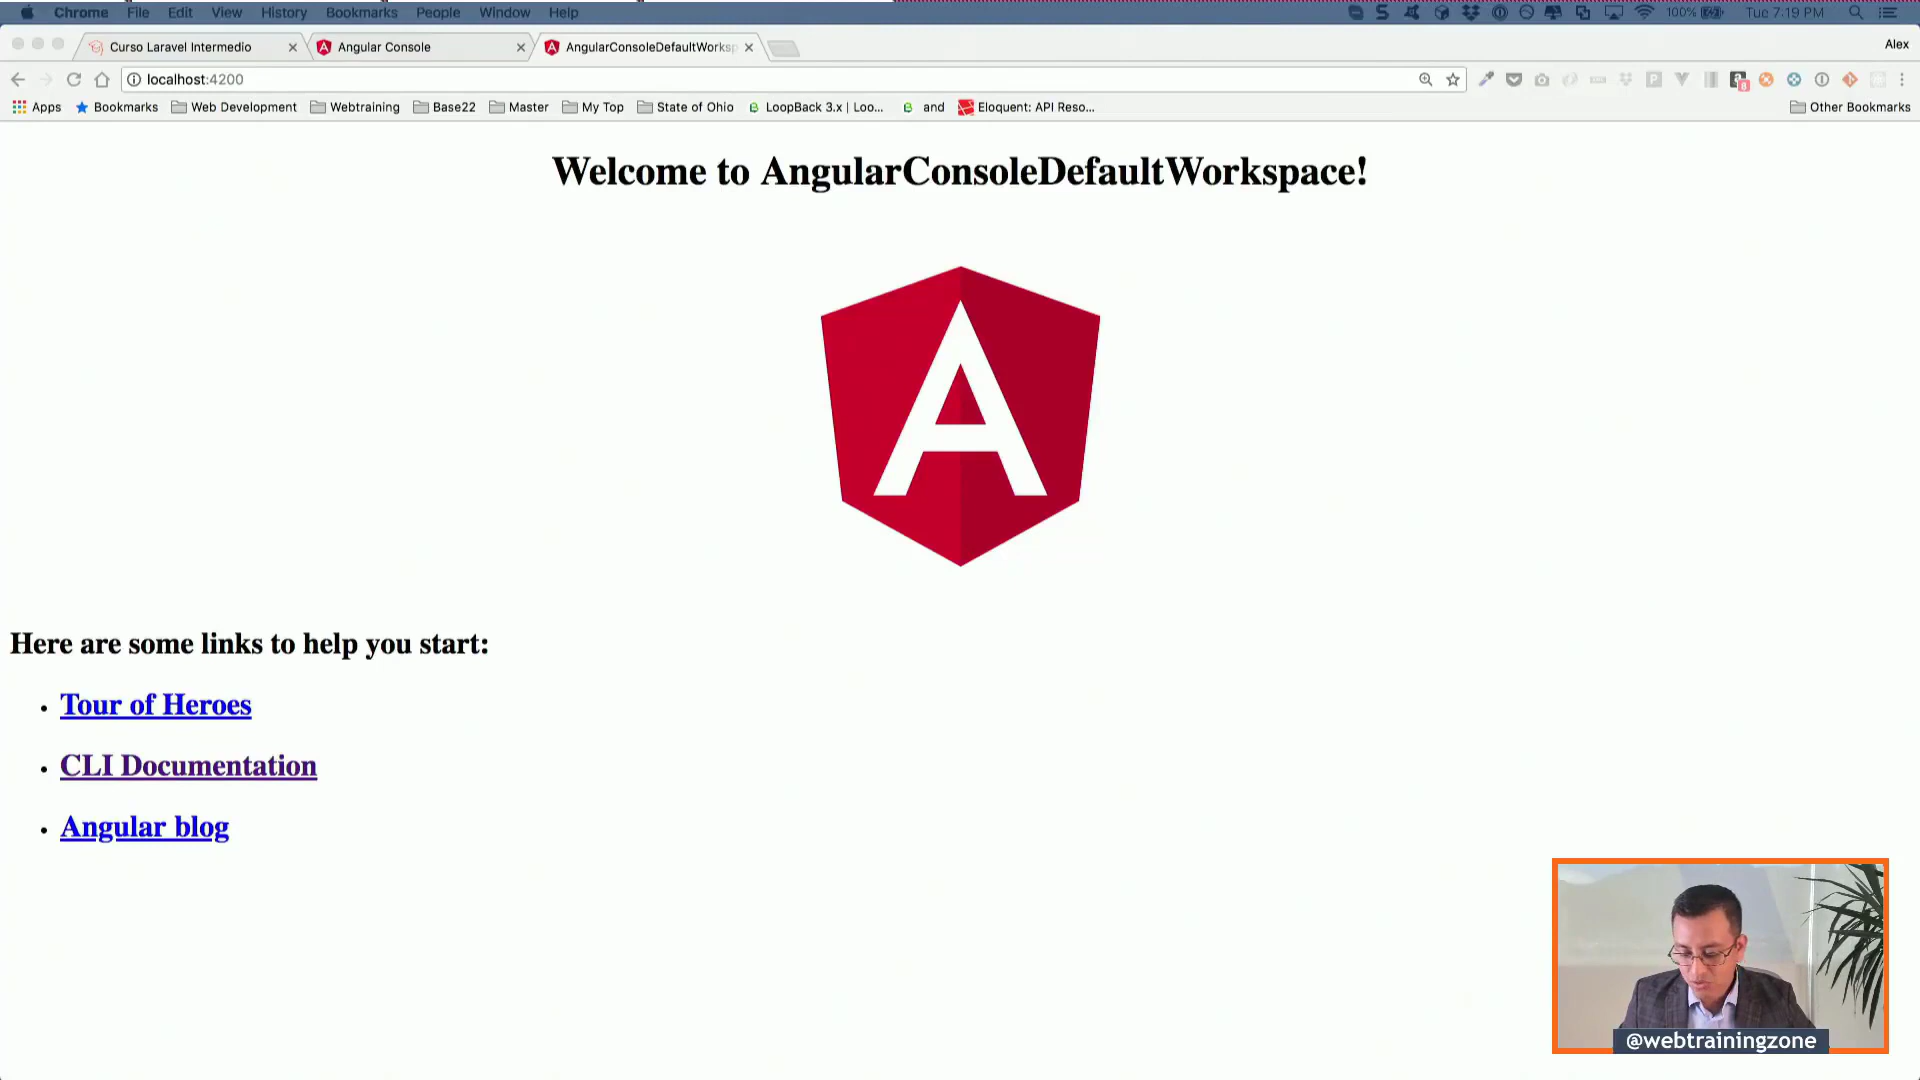 Chrome File Edit View History Bookmarks People Window Help 100% Tue 7:19 PM
Curso Laravel Intermedio Angular Console AngularConsoleDefaultWorksp Alex
localhost:4200
Apps Bookmarks Web Development Webtraining Base22 Master My Top State of Ohio LoopBack 3.x | Loo... and Eloquent: API Reso... Other Bookmarks
Welcome to AngularConsoleDefaultWorkspace!
A
Here are some links to help you start:
• Tour of Heroes
• CLI Documentation
• Angular blog
@webtrainingzone